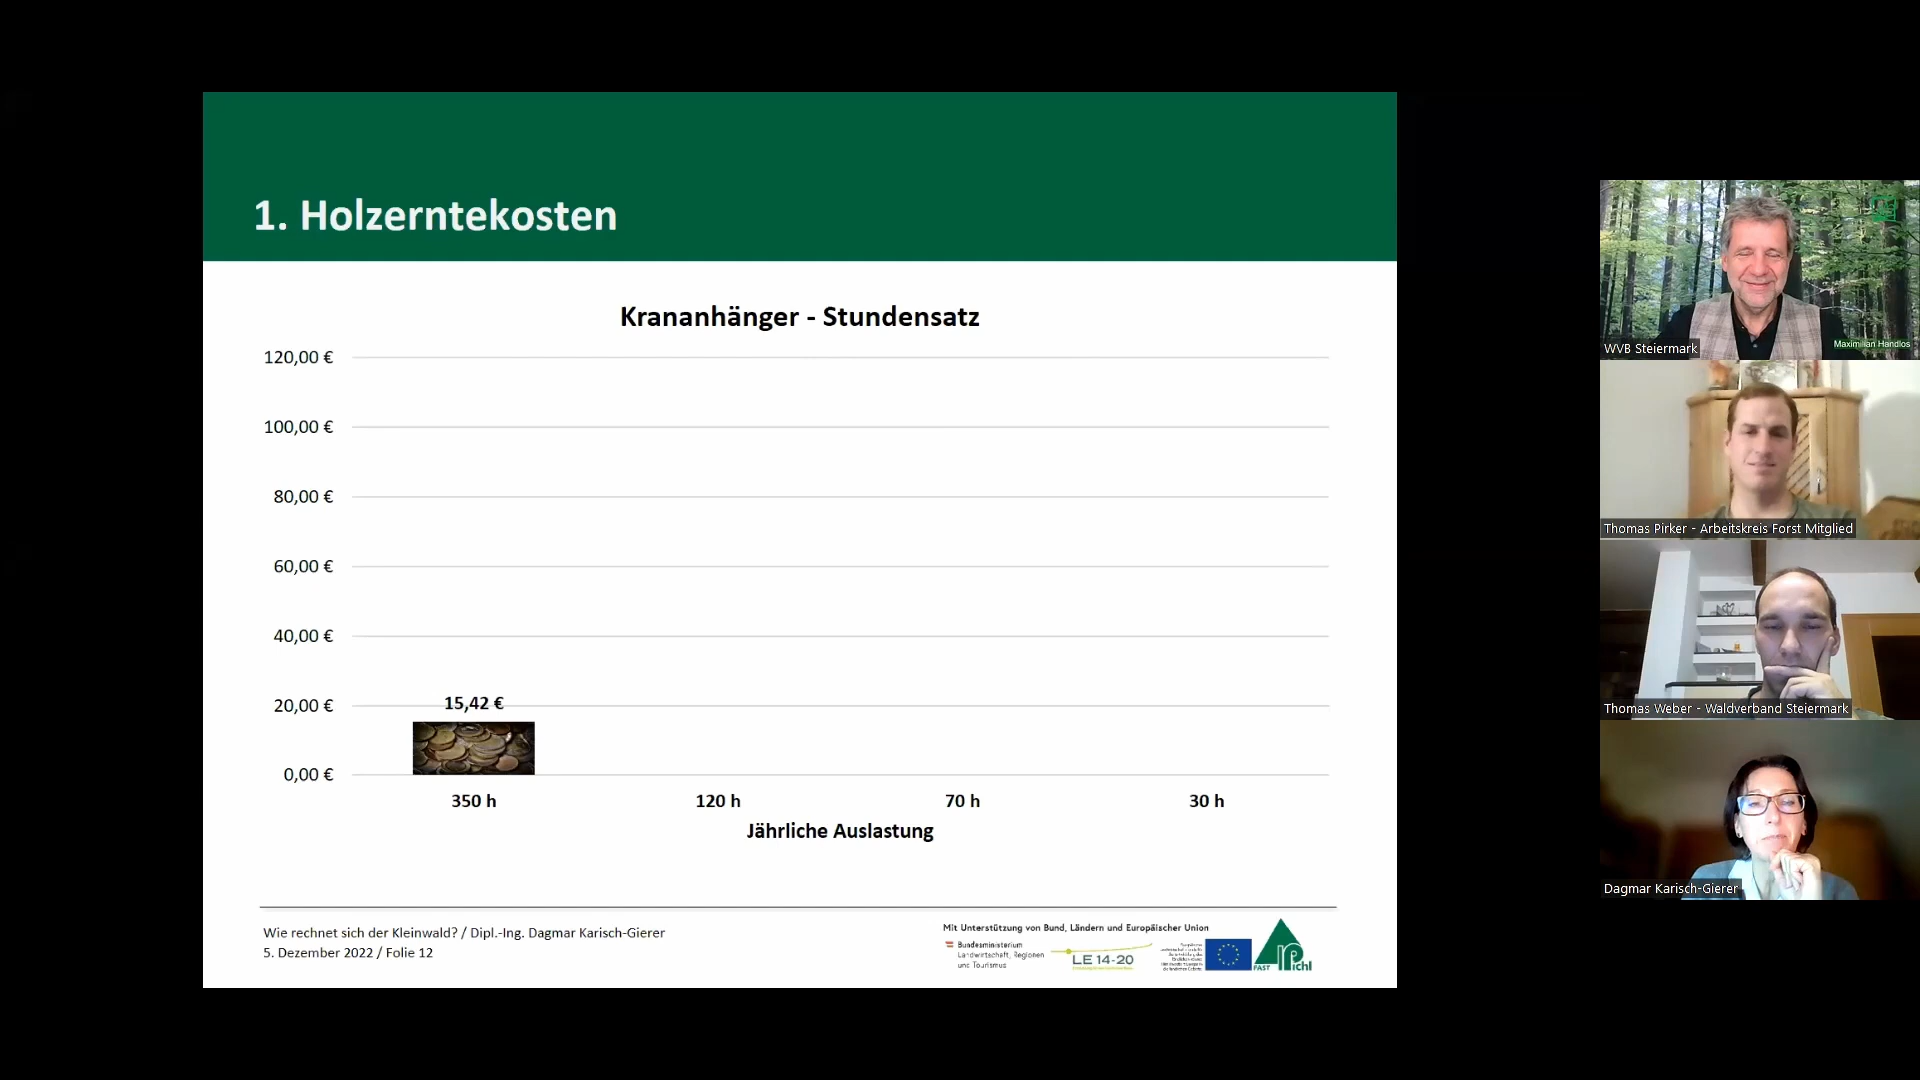 1. Holzerntekosten
Krananhänger - Stundensatz
120,00 €
100,00 €
80,00 €
60,00 €
40,00 €
20,00 €
0,00 €
15,42 €
350 h
120 h
70 h
30 h
Jährliche Auslastung
Wie rechnet sich der Kleinwald? / Dipl.-Ing. Dagmar Karisch-Gierer
5. Dezember 2022 / Folie 12
Mit Unterstützung von Bund, Ländern und Europäischer Union
Bundesministerium
Landwirtschaft, Regionen
und Tourismus
LE 14-20
FAST Pichl
WVB Steiermark
Maximilian Handlos
Thomas Pirker - Arbeitskreis Forst Mitglied
Thomas Weber - Waldverband Steiermark
Dagmar Karisch-Gierer